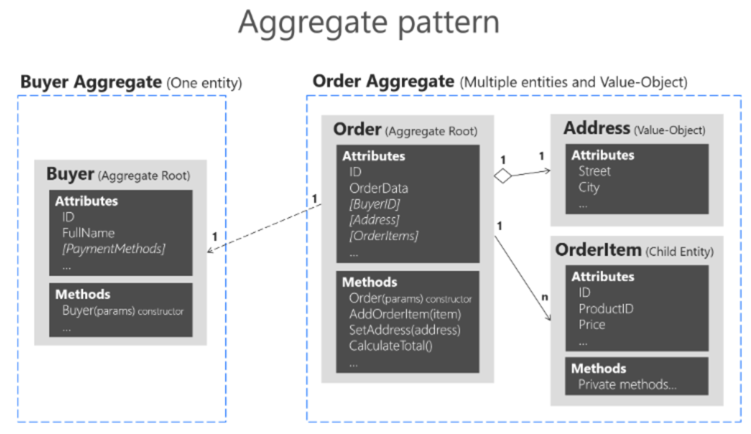 Aggregate pattern
Buyer Aggregate (One entity)
Buyer (Aggregate Root)
Attributes
ID
FullName
[PaymentMethods]
...
Methods
Buyer(params) constructor
...
1
1
Order Aggregate (Multiple entities and Value-Object)
Order (Aggregate Root)
Attributes
ID
OrderData
[BuyerID]
[Address]
[OrderItems]
...
Methods
Order(params) constructor
AddOrderItem(item)
SetAddress(address)
CalculateTotal()
...
1
1
1
n
Address (Value-Object)
Attributes
Street
City
...
OrderItem (Child Entity)
Attributes
ID
ProductID
Price
...
Methods
Private methods...